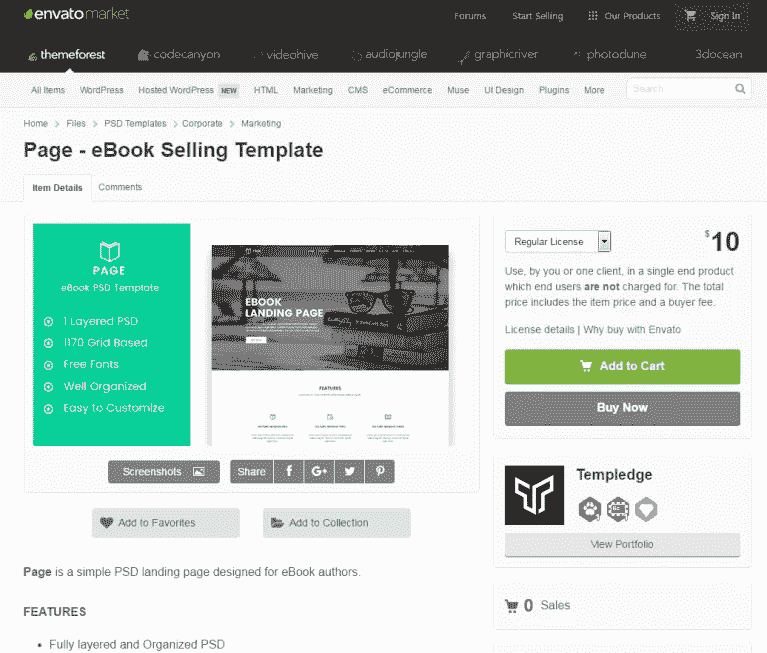 envatomarket
Forums Start Selling Our Products Sign In
themeforest codecanyon videohive audiojungle graphicriver photodune 3docean
All Items WordPress Hosted WordPress NEW HTML Marketing CMS eCommerce Muse UI Design Plugins More Search
Home > Files > PSD Templates > Corporate > Marketing
Page - eBook Selling Template
Item Details Comments
PAGE
eBook PSD Template
1 Layered PSD
1170 Grid Based
Free Fonts
Well Organized
Easy to Customize
PAGE
EBOOK
LANDING PAGE
FEATURES
Screenshots Share f G+
Add to Favorites Add to Collection
Page is a simple PSD landing page designed for eBook authors.
FEATURES
• Fully layered and Organized PSD
Regular License $10
Use, by you or one client, in a single end product
which end users are not charged for. The total
price includes the item price and a buyer fee.
License details | Why buy with Envato
Add to Cart
Buy Now
Templedge
View Portfolio
0 Sales